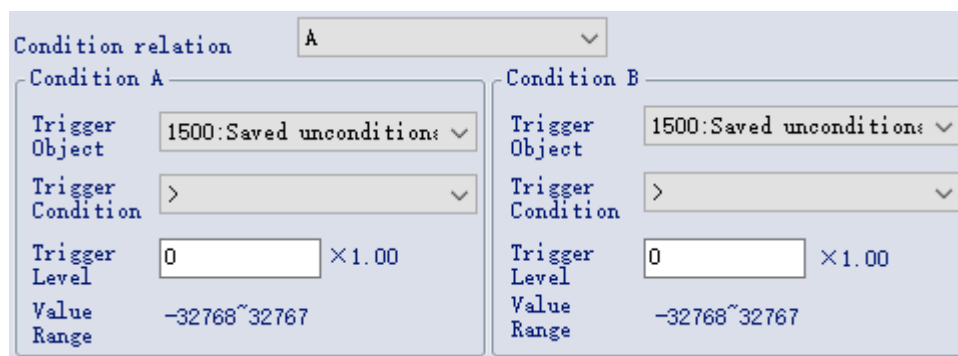 Condition relation A
Condition A Condition B
Trigger Object 1500:Saved unconditions Trigger Object 1500:Saved unconditions
Trigger Condition > Trigger Condition >
Trigger Level 0 ×1.00 Trigger Level 0 ×1.00
Value Range -32768~32767 Value Range -32768~32767